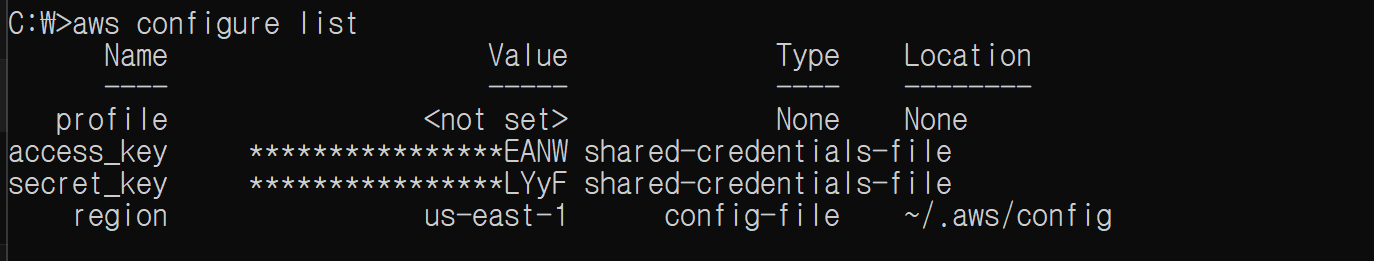 C:₩>aws configure list
      Name                    Value             Type    Location
      ----                    -----             ----    --------
   profile                <not set>             None    None
access_key     ****************EANW shared-credentials-file
secret_key     ****************LYyF shared-credentials-file
    region                us-east-1      config-file    ~/.aws/config